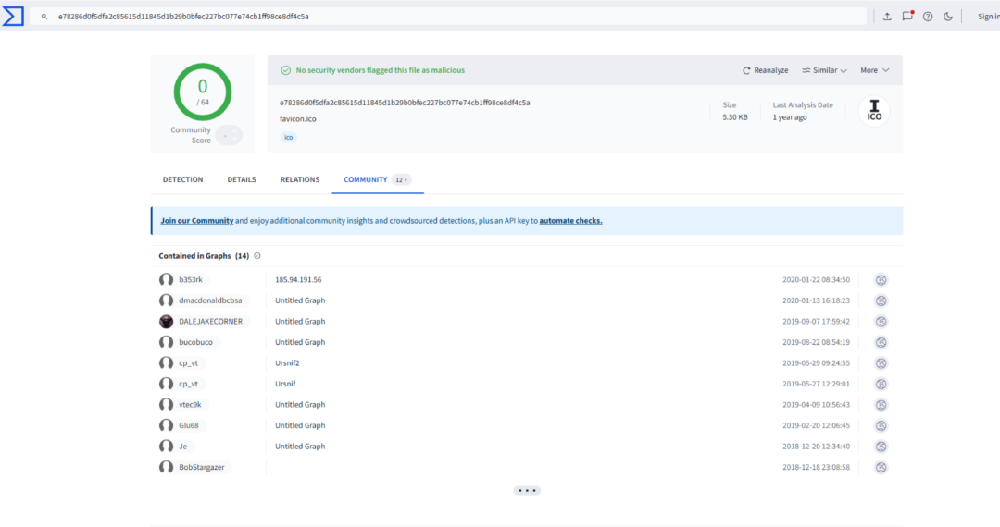 e78286d0f5dfa2c85615d11845d1b29b0bfec227bc077e74cb1ff98ce8df4c5a
Sign in
0
/ 64
Community
Score
No security vendors flagged this file as malicious
Reanalyze
Similar
More
e78286d0f5dfa2c85615d11845d1b29b0bfec227bc077e74cb1ff98ce8df4c5a
favicon.ico
ico
Size
5.30 KB
Last Analysis Date
1 year ago
I
ICO
DETECTION
DETAILS
RELATIONS
COMMUNITY
12 +
Join our Community and enjoy additional community insights and crowdsourced detections, plus an API key to automate checks.
Contained in Graphs (14)
b353rk 185.94.191.56 2020-01-22 08:34:50
dmacdonaldbcbsa Untitled Graph 2020-01-13 16:18:23
DALEJAKECORNER Untitled Graph 2019-09-07 17:59:42
bucobuco Untitled Graph 2019-08-22 08:54:19
cp_vt Ursnif2 2019-05-29 09:24:55
cp_vt Ursnif 2019-05-27 12:29:01
vtec9k Untitled Graph 2019-04-09 10:56:43
Glu68 Untitled Graph 2019-02-20 12:06:45
Je Untitled Graph 2018-12-20 12:34:40
BobStargazer 2018-12-18 23:08:58